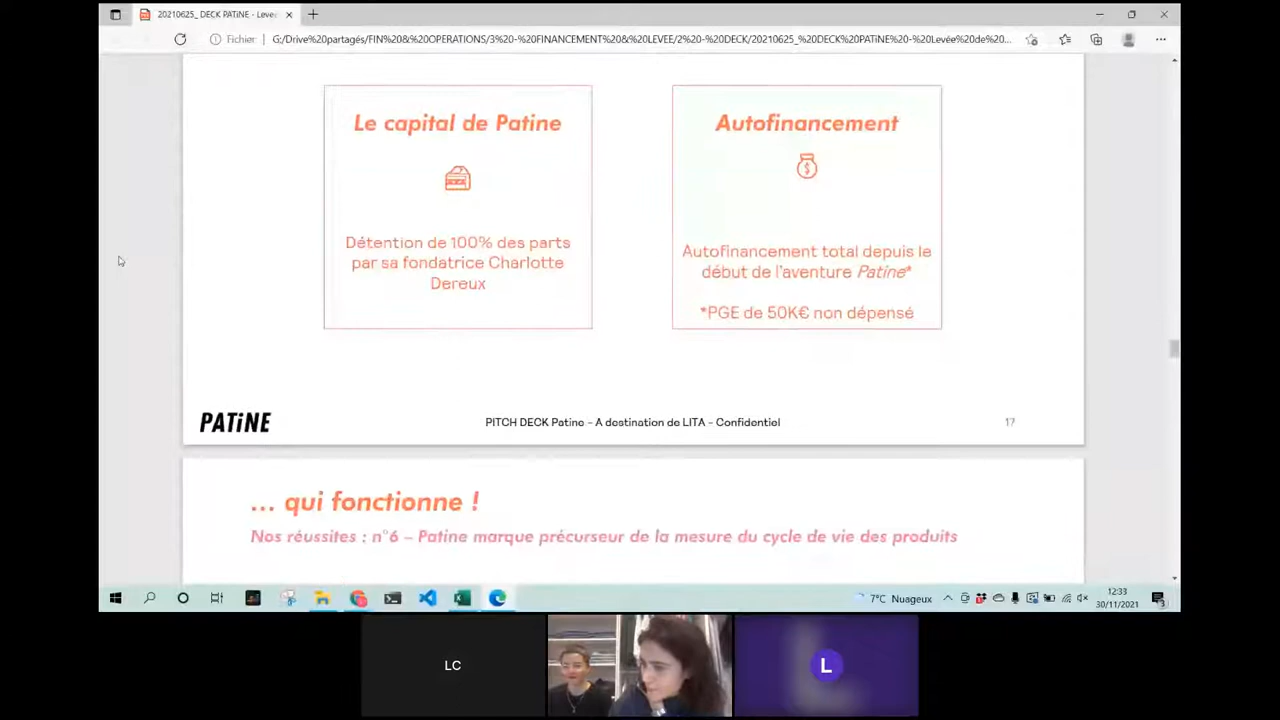 20210625_ DECK PATiNE - Leve
Fichier
G:/Drive%20partagés/FIN%20&%20OPERATIONS/3%20-%20FINANCEMENT%20&%20LEVEE/2%20-%20DECK/20210625_%20DECK%20PATiNE%20-%20Levée%20de%20...
Le capital de Patine
Détention de 100% des parts
par sa fondatrice Charlotte
Dereux
Autofinancement
$
Autofinancement total depuis le
début de l'aventure Patine*
*PGE de 50K€ non dépensé
PATiNE
PITCH DECK Patine - A destination de LITA - Confidentiel
17
... qui fonctionne !
Nos réussites : n°6 – Patine marque précurseur de la mesure du cycle de vie des produits
7°C Nuageux
12:33
30/11/2021
LC
L